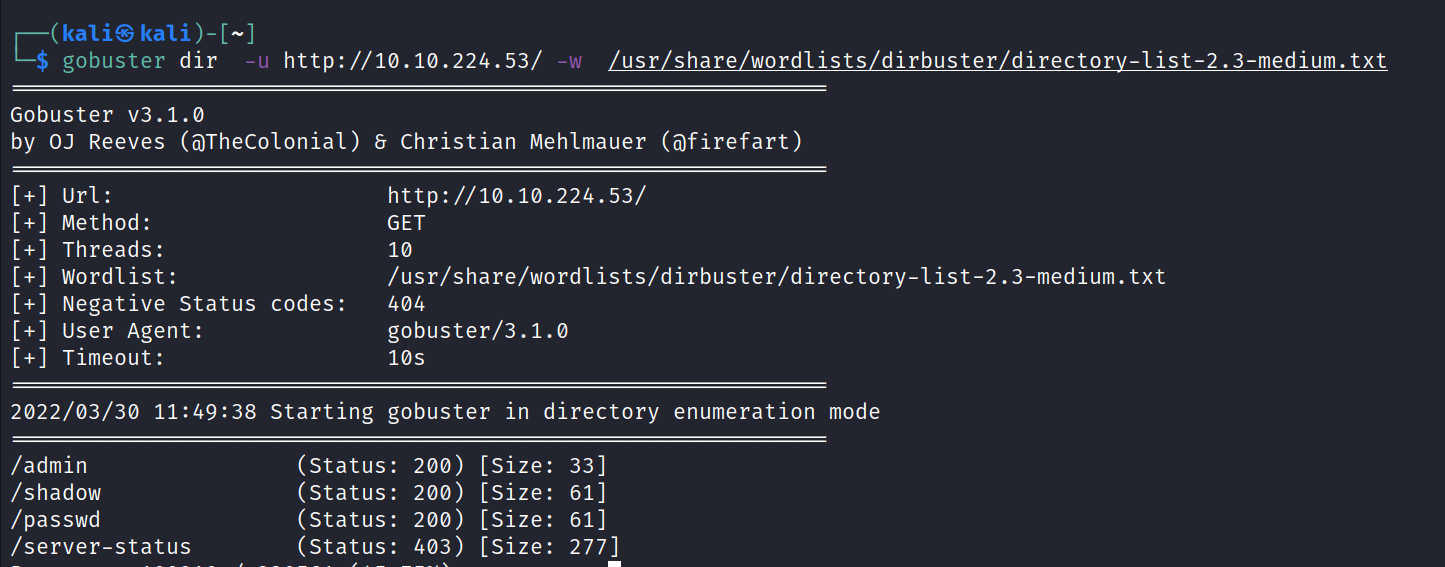 ┌──(kali㉿kali)-[~]
└─$ gobuster dir  -u http://10.10.224.53/ -w  /usr/share/wordlists/dirbuster/directory-list-2.3-medium.txt
===============================================================
Gobuster v3.1.0
by OJ Reeves (@TheColonial) & Christian Mehlmauer (@firefart)
===============================================================
[+] Url:                     http://10.10.224.53/
[+] Method:                  GET
[+] Threads:                 10
[+] Wordlist:                /usr/share/wordlists/dirbuster/directory-list-2.3-medium.txt
[+] Negative Status codes:   404
[+] User Agent:              gobuster/3.1.0
[+] Timeout:                 10s
===============================================================
2022/03/30 11:49:38 Starting gobuster in directory enumeration mode
===============================================================
/admin                (Status: 200) [Size: 33]
/shadow               (Status: 200) [Size: 61]
/passwd               (Status: 200) [Size: 61]
/server-status        (Status: 403) [Size: 277]